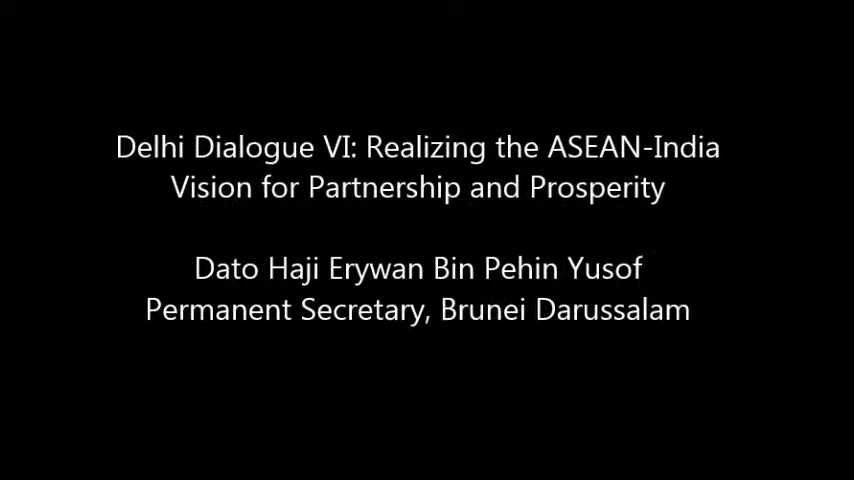 Delhi Dialogue VI: Realizing the ASEAN-India
Vision for Partnership and Prosperity
Dato Haji Erywan Bin Pehin Yusof
Permanent Secretary, Brunei Darussalam